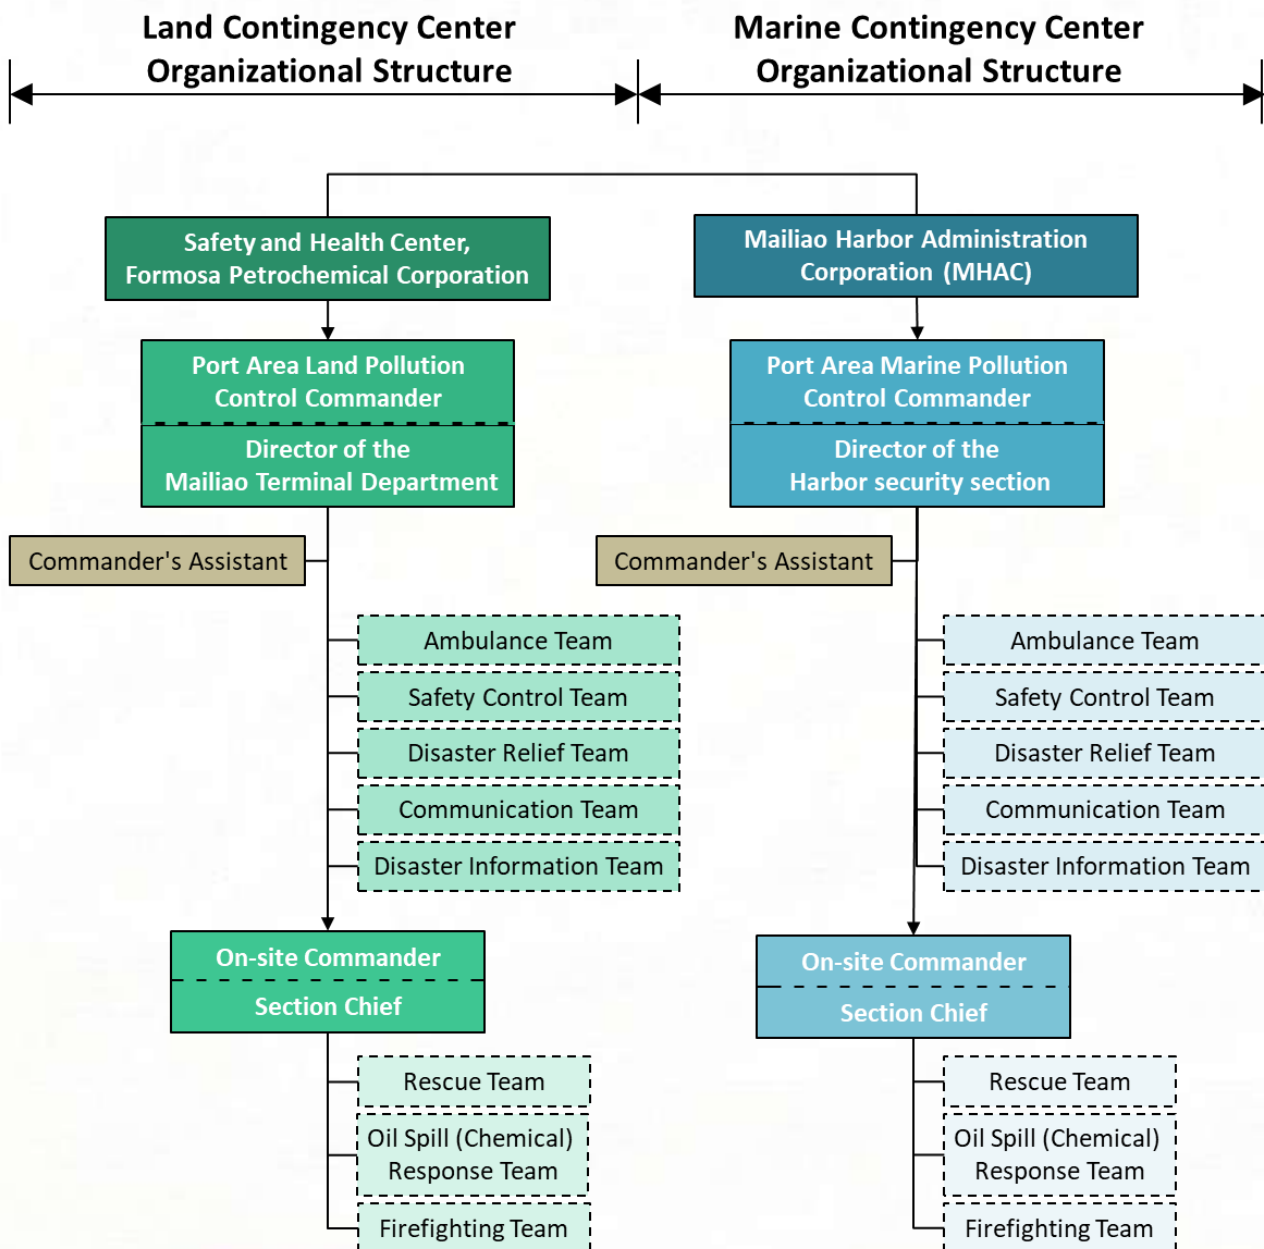 Land Contingency Center
Organizational Structure
Marine Contingency Center
Organizational Structure
Safety and Health Center,
Formosa Petrochemical Corporation
Mailiao Harbor Administration
Corporation (MHAC)
Port Area Land Pollution
Control Commander
Director of the
Mailiao Terminal Department
Port Area Marine Pollution
Control Commander
Director of the
Harbor security section
Commander's Assistant
Commander's Assistant
Ambulance Team
Safety Control Team
Disaster Relief Team
Communication Team
Disaster Information Team
Ambulance Team
Safety Control Team
Disaster Relief Team
Communication Team
Disaster Information Team
On-site Commander
Section Chief
On-site Commander
Section Chief
Rescue Team
Oil Spill (Chemical)
Response Team
Firefighting Team
Rescue Team
Oil Spill (Chemical)
Response Team
Firefighting Team